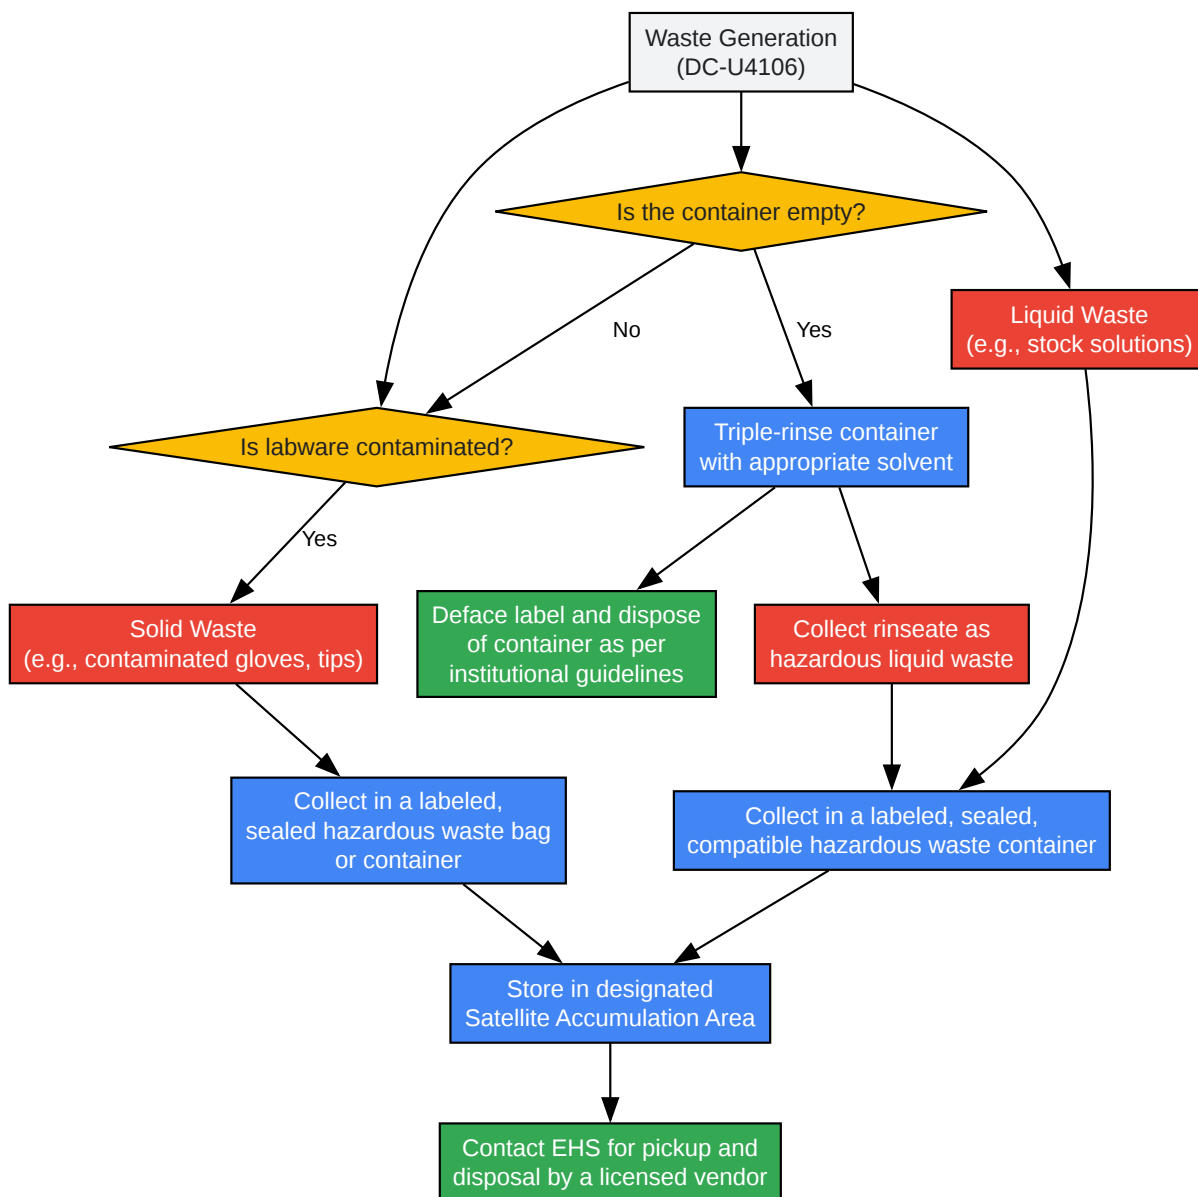 Waste Generation
(DC-U4106)
Is the container empty?
No
Yes
Liquid Waste
(e.g., stock solutions)
Is labware contaminated?
Triple-rinse container
with appropriate solvent
Yes
Solid Waste
(e.g., contaminated gloves, tips)
Deface label and dispose
of container as per
institutional guidelines
Collect rinseate as
hazardous liquid waste
Collect in a labeled,
sealed hazardous waste bag
or container
Collect in a labeled, sealed,
compatible hazardous waste container
Store in designated
Satellite Accumulation Area
Contact EHS for pickup and
disposal by a licensed vendor